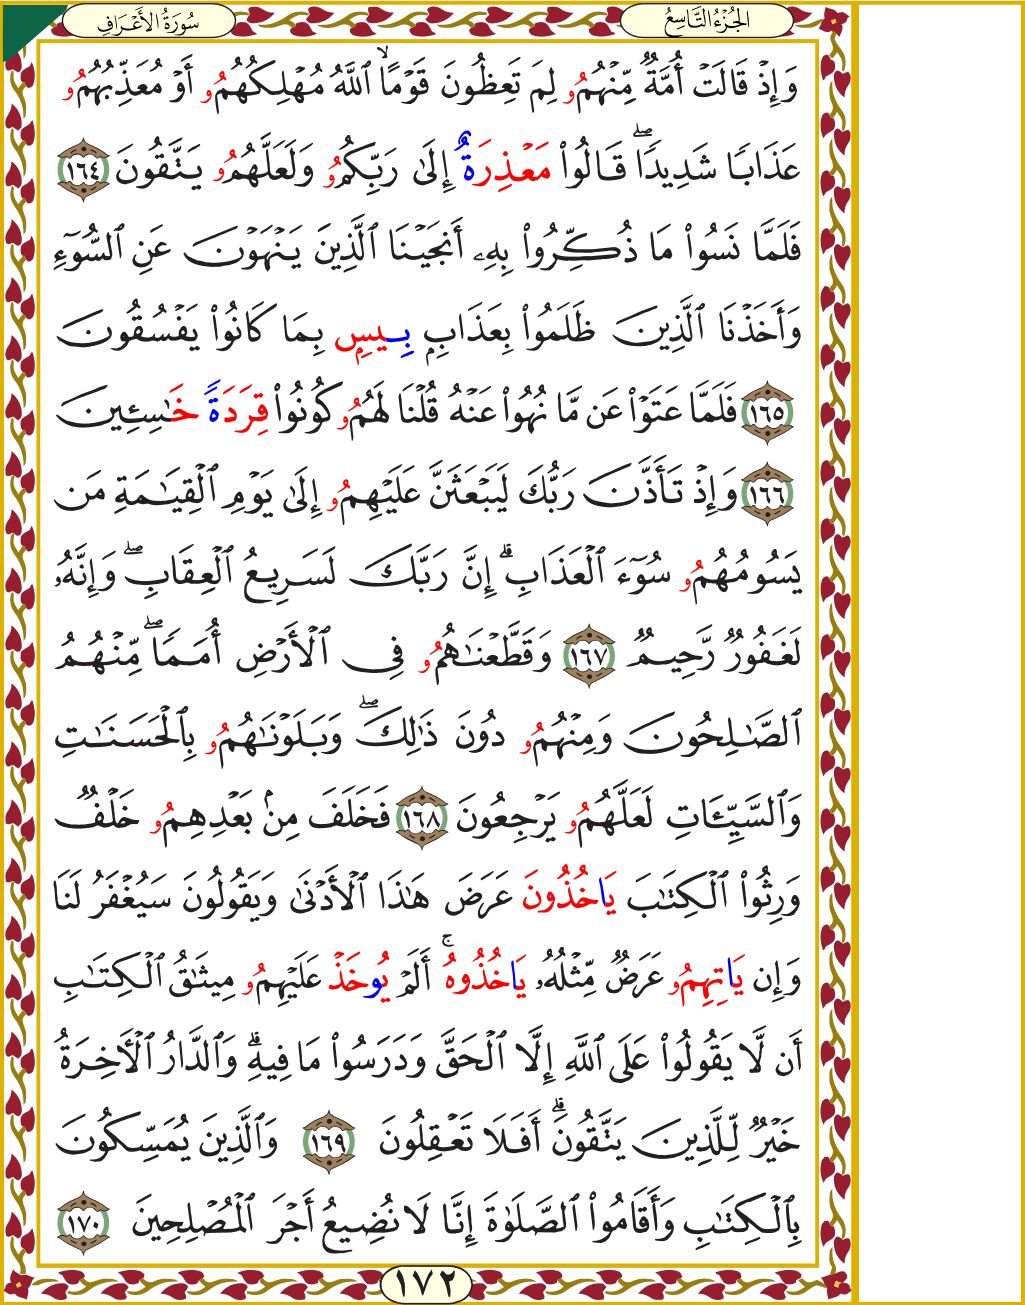 الجُزْءُ التَّاسِعُ
سُورَةُ الأَعْرَافِ
وَإِذۡ قَالَتۡ أُمَّةٞ مِّنۡهُمُۥ لِمَ تَعِظُونَ قَوۡمًاۙ ٱللَّهُ مُهۡلِكُهُمُۥ أَوۡ مُعَذِّبُهُمُۥ
عَذَابٗا شَدِيدٗاۖ قَالُواْ مَعۡذِرَةٌ إِلَىٰ رَبِّكُمُۥ وَلَعَلَّهُمُۥ يَتَّقُونَ ١٦٤
فَلَمَّا نَسُواْ مَا ذُكِّرُواْ بِهِۦٓ أَنجَيۡنَا ٱلَّذِينَ يَنۡهَوۡنَ عَنِ ٱلسُّوٓءِ
وَأَخَذۡنَا ٱلَّذِينَ ظَلَمُواْ بِعَذَابِۭ بِيسِۭ بِمَا كَانُواْ يَفۡسُقُونَ
١٦٥ فَلَمَّا عَتَوۡاْ عَن مَّا نُهُواْ عَنۡهُ قُلۡنَا لَهُمُۥ كُونُواْ قِرَدَةً خَٰسِـِٔينَ
١٦٦ وَإِذۡ تَأَذَّنَ رَبُّكَ لَيَبۡعَثَنَّ عَلَيۡهِمُۥ إِلَىٰ يَوۡمِ ٱلۡقِيَٰمَةِ مَن
يَسُومُهُمُۥ سُوٓءَ ٱلۡعَذَابِۗ إِنَّ رَبَّكَ لَسَرِيعُ ٱلۡعِقَابِۖ وَإِنَّهُۥ
لَغَفُورٞ رَّحِيمٞ ١٦٧ وَقَطَّعۡنَٰهُمُۥ فِي ٱلۡأَرۡضِ أُمَمٗاۖ مِّنۡهُمُ
ٱلصَّٰلِحُونَ وَمِنۡهُمُۥ دُونَ ذَٰلِكَۖ وَبَلَوۡنَٰهُمُۥ بِٱلۡحَسَنَٰتِ
وَٱلسَّيِّـَٔاتِ لَعَلَّهُمُۥ يَرۡجِعُونَ ١٦٨ فَخَلَفَ مِنۢ بَعۡدِهِمُۥ خَلۡفٞ
وَرِثُواْ ٱلۡكِتَٰبَ يَاخُذُونَ عَرَضَ هَٰذَا ٱلۡأَدۡنَىٰ وَيَقُولُونَ سَيُغۡفَرُ لَنَا
وَإِن يَاتِهِمُۥ عَرَضٞ مِّثۡلُهُۥ يَاخُذُوهُۚ أَلَمۡ يُوخَذۡ عَلَيۡهِمُۥ مِيثَٰقُ ٱلۡكِتَٰبِ
أَن لَّا يَقُولُواْ عَلَى ٱللَّهِ إِلَّا ٱلۡحَقَّ وَدَرَسُواْ مَا فِيهِۗ وَٱلدَّارُ ٱلۡأٓخِرَةُ
خَيۡرٞ لِّلَّذِينَ يَتَّقُونَۗ أَفَلَا تَعۡقِلُونَ ١٦٩ وَٱلَّذِينَ يُمَسِّكُونَ
بِٱلۡكِتَٰبِ وَأَقَامُواْ ٱلصَّلَوٰةَ إِنَّا لَا نُضِيعُ أَجۡرَ ٱلۡمُصۡلِحِينَ ١٧٠
١٧٢